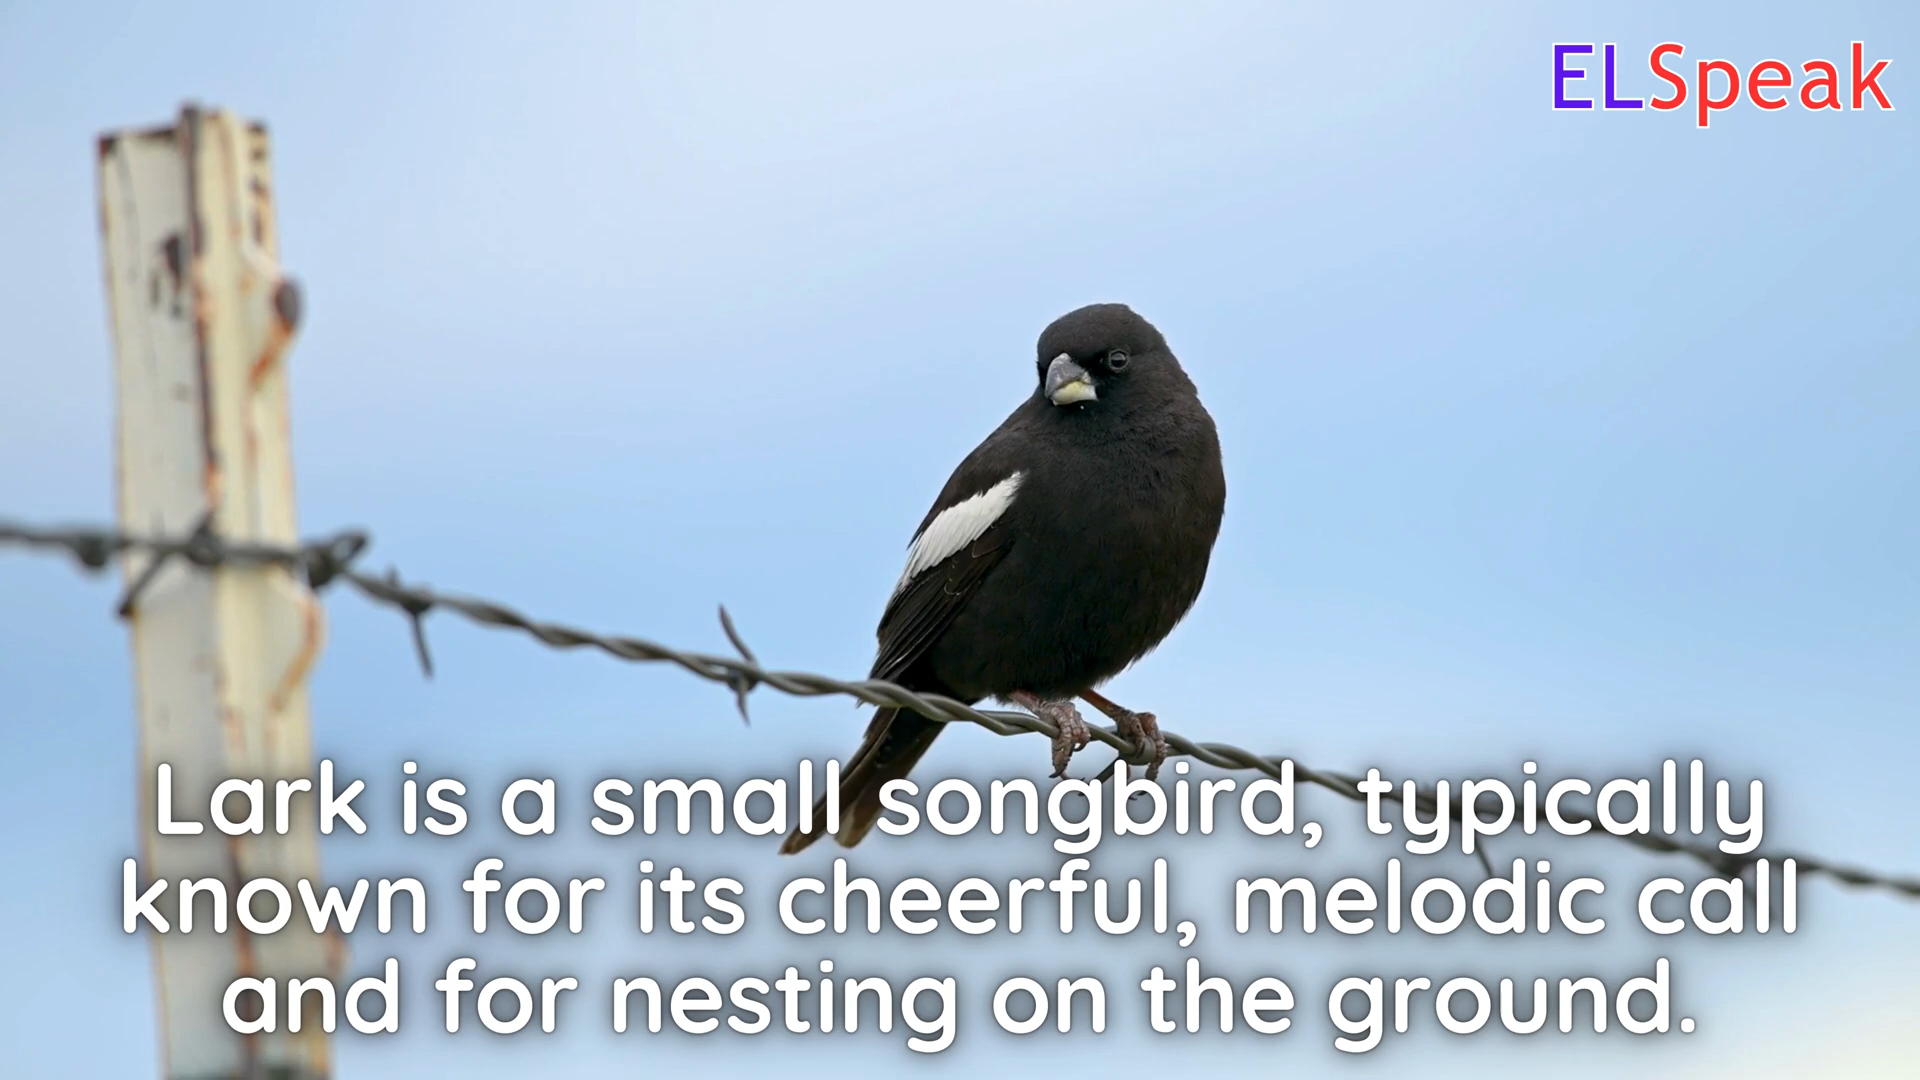 ELSpeak
Lark is a small songbird, typically
known for its cheerful, melodic call
and for nesting on the ground.